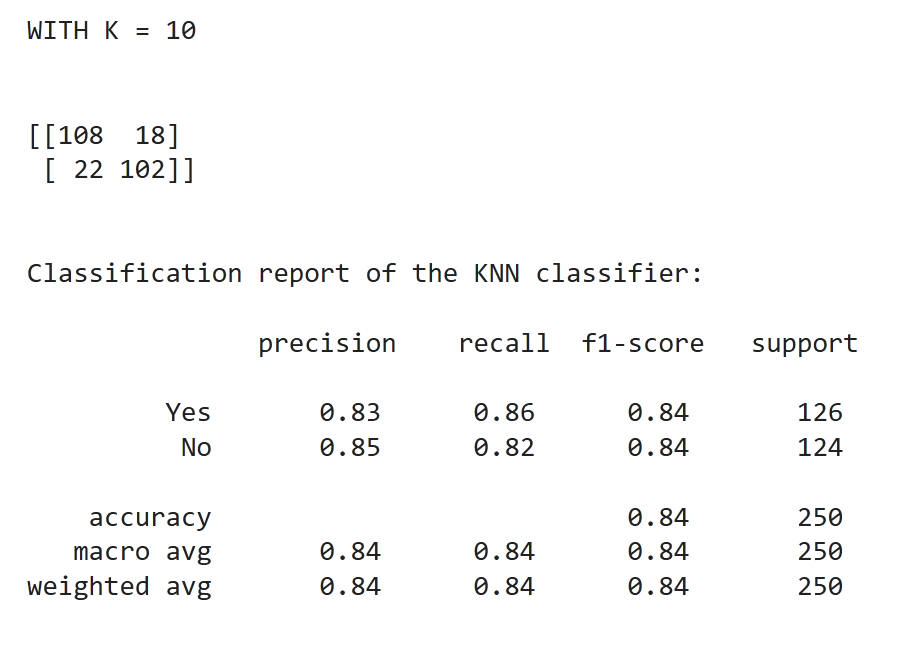 WITH K = 10
[[108  18]
 [ 22 102]]
Classification report of the KNN classifier:
              precision    recall  f1-score   support
         Yes       0.83      0.86      0.84       126
          No       0.85      0.82      0.84       124
    accuracy                           0.84       250
   macro avg       0.84      0.84      0.84       250
weighted avg       0.84      0.84      0.84       250